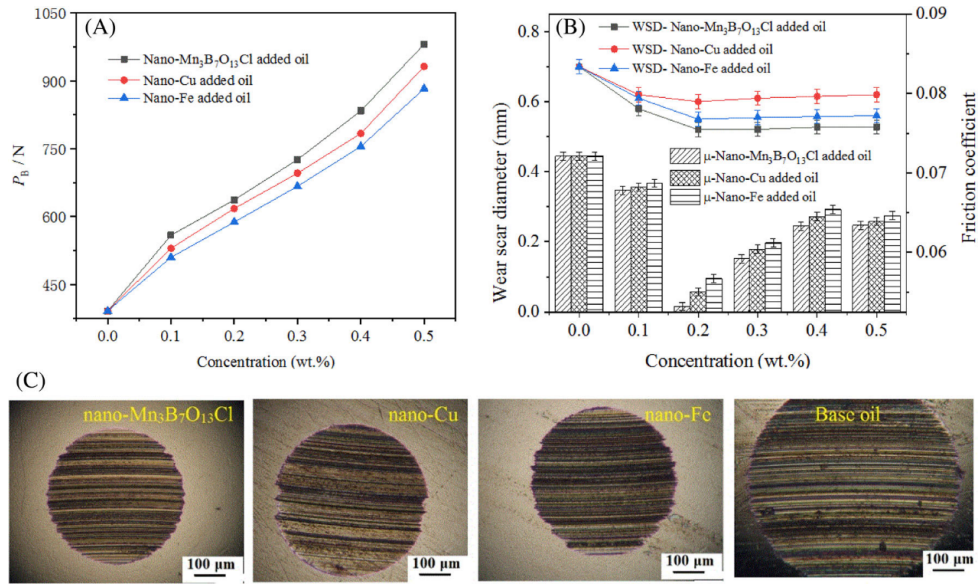 (A)
1050
900
750
600
450
P_B / N
Nano-Mn₃B₇O₁₃Cl added oil
Nano-Cu added oil
Nano-Fe added oil
0.0 0.1 0.2 0.3 0.4 0.5
Concentration (wt.%)
(B)
0.8
0.6
0.4
0.2
0.0
Wear scar diameter (mm)
WSD- Nano-Mn₃B₇O₁₃Cl added oil
WSD- Nano-Cu added oil
WSD- Nano-Fe added oil
μ-Nano-Mn₃B₇O₁₃Cl added oil
μ-Nano-Cu added oil
μ-Nano-Fe added oil
0.09
0.08
0.07
0.06
Friction coefficient
0.0 0.1 0.2 0.3 0.4 0.5
Concentration (wt.%)
(C)
nano-Mn₃B₇O₁₃Cl
100 μm
nano-Cu
100 μm
nano-Fe
100 μm
Base oil
100 μm